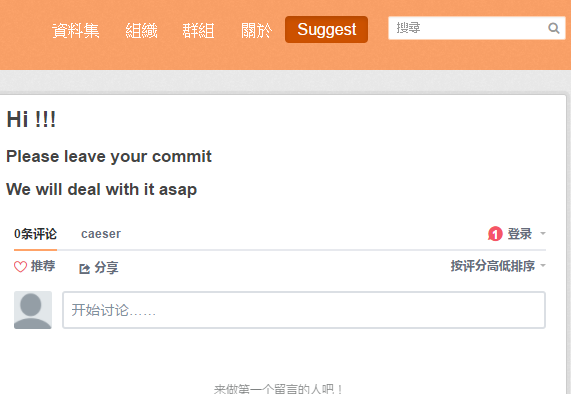 資料集 組織 群組 關於 Suggest 搜尋
Hi !!!
Please leave your commit
We will deal with it asap
0条评论 caeser 1 登录
推荐 分享 按评分高低排序
开始讨论……
来做第一个留言的人吧！